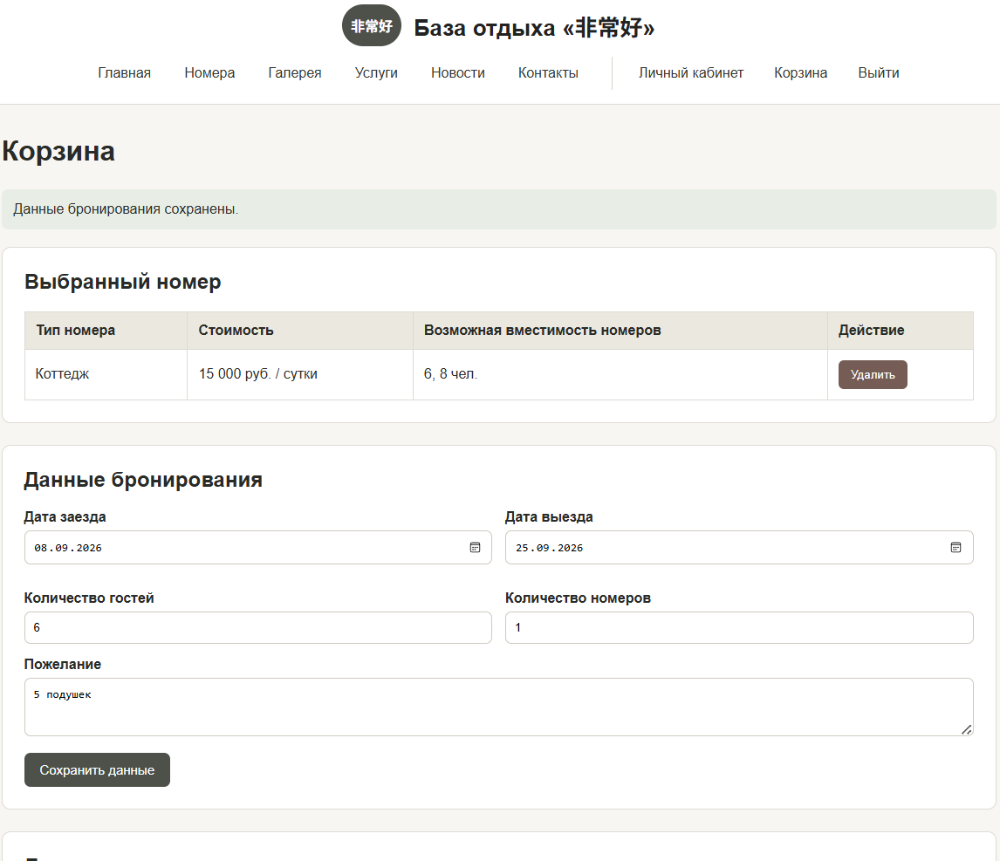 非常好 База отдыха «非常好»
Главная Номера Галерея Услуги Новости Контакты Личный кабинет Корзина Выйти
Корзина
Данные бронирования сохранены.
Выбранный номер
Тип номера Стоимость Возможная вместимость номеров Действие
Коттедж 15 000 руб. / сутки 6, 8 чел. Удалить
Данные бронирования
Дата заезда Дата выезда
08.09.2026 25.09.2026
Количество гостей Количество номеров
6 1
Пожелание
5 подушек
Сохранить данные